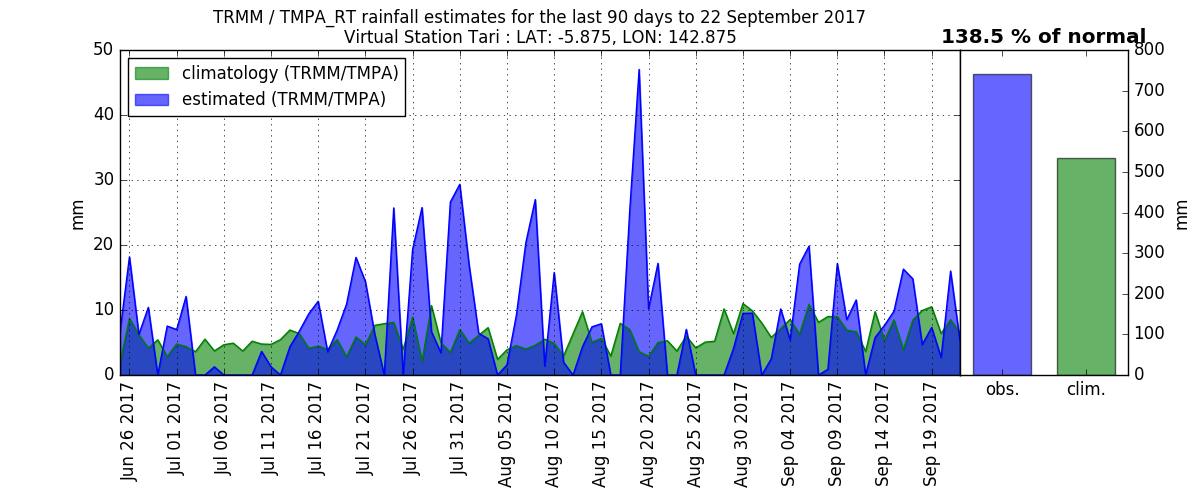 TRMM / TMPA_RT rainfall estimates for the last 90 days to 22 September 2017
Virtual Station Tari : LAT: -5.875, LON: 142.875
138.5 % of normal
climatology (TRMM/TMPA)
estimated (TRMM/TMPA)
mm
50
40
30
20
10
0
Jun 26 2017
Jul 01 2017
Jul 06 2017
Jul 11 2017
Jul 16 2017
Jul 21 2017
Jul 26 2017
Jul 31 2017
Aug 05 2017
Aug 10 2017
Aug 15 2017
Aug 20 2017
Aug 25 2017
Aug 30 2017
Sep 04 2017
Sep 09 2017
Sep 14 2017
Sep 19 2017
obs.
clim.
800
700
600
500
400
300
200
100
0
mm